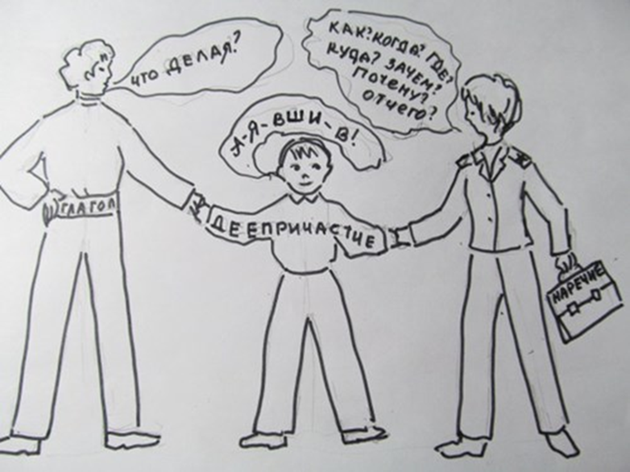 ЧТО ДЕЛАЯ?
КАК? КОГДА? ГДЕ?
КУДА? ЗАЧЕМ?
ПОЧЕМУ?
ОТЧЕГО?
А-Я-ВШИ-В!
ГЛАГОЛ
ДЕЕПРИЧАСТИЕ
НАРЕЧИЕ